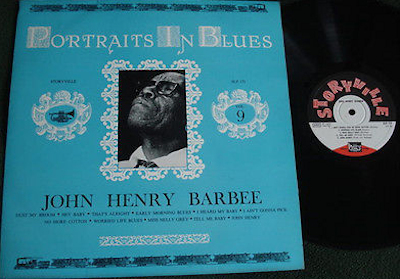 PORTRAITS IN BLUES
STORYVILLE
SLP 171
VOL.
9
JOHN HENRY BARBEE
DUST MY BROOM • HEY BABY • THAT'S ALRIGHT • EARLY MORNING BLUES • I HEARD MY BABY • I AIN'T GONNA PICK
NO MORE COTTON • WORRIED LIFE BLUES • MISS NELLY GREY • TELL ME BABY • JOHN HENRY
STORYVILLE